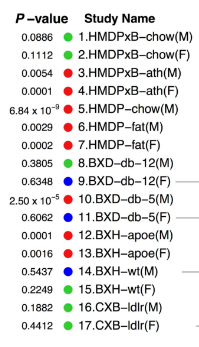 P –value Study Name
0.0886 1.HMDPxB–chow(M)
0.1112 2.HMDPxB–chow(F)
0.0054 3.HMDPxB–ath(M)
0.0001 4.HMDPxB–ath(F)
6.84 x 10⁻⁹ 5.HMDP–chow(M)
0.0029 6.HMDP–fat(M)
0.0002 7.HMDP–fat(F)
0.3805 8.BXD–db–12(M)
0.6348 9.BXD–db–12(F)
2.50 x 10⁻⁵ 10.BXD–db–5(M)
0.6062 11.BXD–db–5(F)
0.0001 12.BXH–apoe(M)
0.0016 13.BXH–apoe(F)
0.5437 14.BXH–wt(M)
0.2249 15.BXH–wt(F)
0.1882 16.CXB–ldlr(M)
0.4412 17.CXB–ldlr(F)